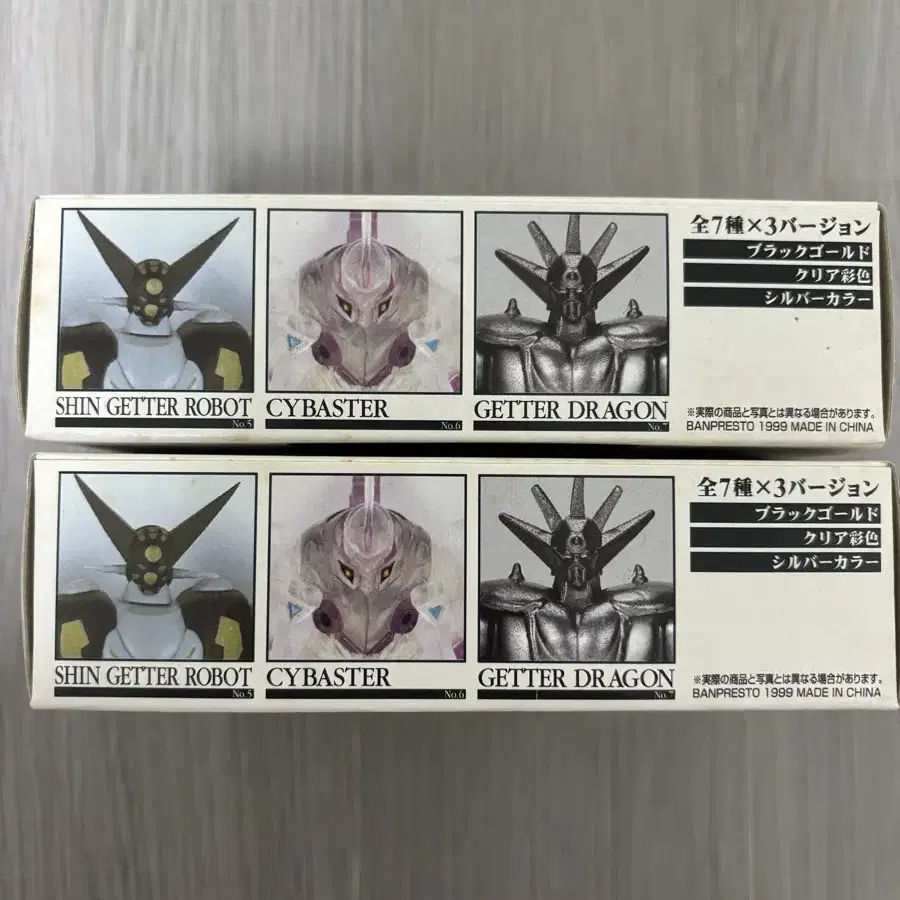 全7種×3バージョン
ブラックゴールド
クリア彩色
シルバーカラー
SHIN GETTER ROBOT
No.5
CYBASTER
No.6
GETTER DRAGON
No.7
※実際の商品と写真とは異なる場合があります。
BANPRESTO 1999 MADE IN CHINA
全7種×3バージョン
ブラックゴールド
クリア彩色
シルバーカラー
SHIN GETTER ROBOT
No.5
CYBASTER
No.6
GETTER DRAGON
No.7
※実際の商品と写真とは異なる場合があります。
BANPRESTO 1999 MADE IN CHINA